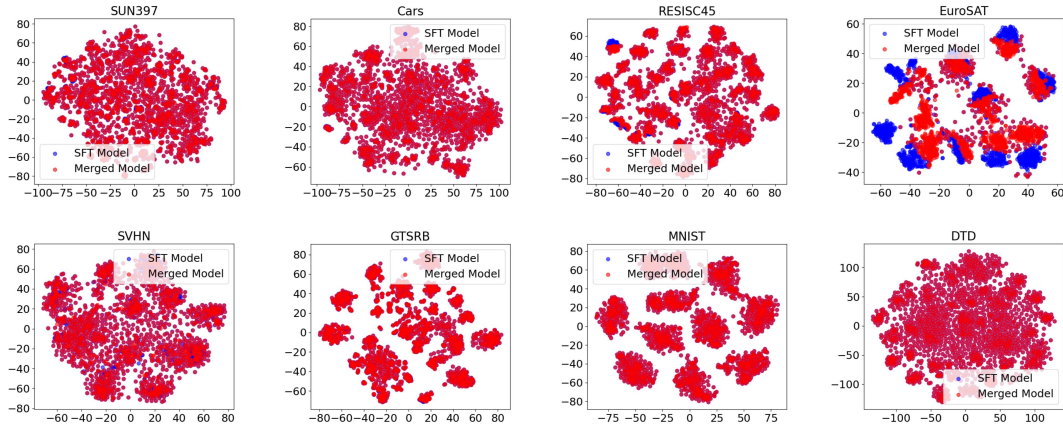 SUN397
80
60
40
20
0
−20
−40
−60
−80
SFT Model
Merged Model
−100 −75 −50 −25 0 25 50 75 100
Cars
80
60
40
20
0
−20
−40
−60
SFT Model
Merged Model
−100 −75 −50 −25 0 25 50 75 100
RESISC45
60
40
20
0
−20
−40
−60
−80
SFT Model
Merged Model
−80 −60 −40 −20 0 20 40 60 80
EuroSAT
60
40
20
0
−20
−40
SFT Model
Merged Model
−60 −40 −20 0 20 40 60
SVHN
80
60
40
20
0
−20
−40
−60
−80
SFT Model
Merged Model
−60 −40 −20 0 20 40 60 80
GTSRB
80
60
40
20
0
−20
−40
−60
−80
SFT Model
Merged Model
−80 −60 −40 −20 0 20 40 60 80
MNIST
80
60
40
20
0
−20
−40
−60
−80
SFT Model
Merged Model
−75 −50 −25 0 25 50 75
DTD
100
50
0
−50
−100
SFT Model
Merged Model
−100 −50 0 50 100